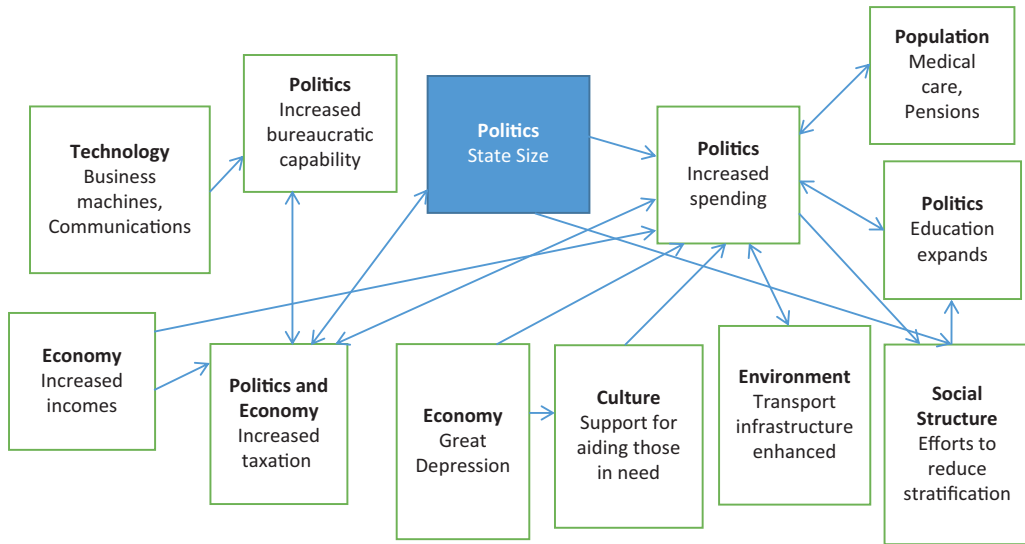 Population
Medical
care,
Pensions
Politics
Increased
bureaucratic
capability
Politics
State Size
Technology
Business
machines,
Communications
Politics
Increased
spending
Politics
Education
expands
Economy
Increased
incomes
Politics and
Economy
Increased
taxation
Economy
Great
Depression
Culture
Support for
aiding those
in need
Environment
Transport
infrastructure
enhanced
Social
Structure
Efforts to
reduce
stratification